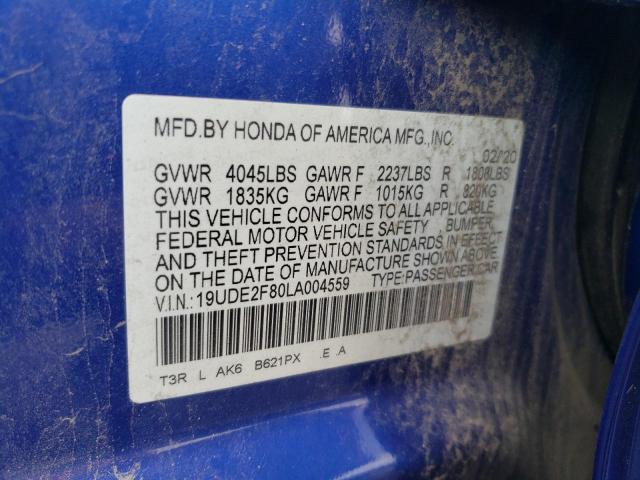 MFD.BY HONDA OF AMERICA MFG.,INC.
02/20
GVWR 4045LBS GAWR F 2237LBS R 1808LBS
GVWR 1835KG GAWR F 1015KG R 820KG
THIS VEHICLE CONFORMS TO ALL APPLICABLE
FEDERAL MOTOR VEHICLE SAFETY BUMPER,
AND THEFT PREVENTION STANDARDS IN EFFECT
ON THE DATE OF MANUFACTURE SHOWN ABOVE.
V.I.N.:19UDE2F80LA004559 TYPE:PASSENGER CAR
T3R L AK6 B621PX .E .A